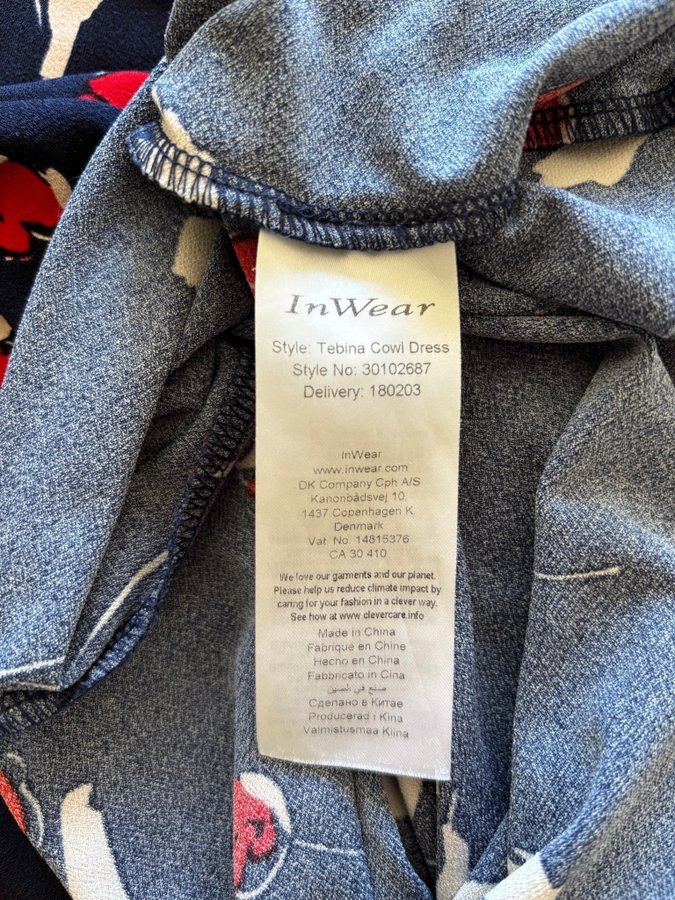 InWear
Style: Tebina Cowl Dress
Style No: 30102687
Delivery: 180203
InWear
www.inwear.com
DK Company Cph A/S
Kanonbådsvej 10,
1437 Copenhagen K.
Denmark
Vat No 14815376
CA 30 410
We love our garments and our planet.
Please help us reduce climate impact by
caring for your fashion in a clever way.
See how at www.clevercare.info
Made in China
Fabrique en Chine
Hecho en China
Fabbricato in Cina
صنع في الصين
Сделано в Китае
Producerad i Kina
Valmistusmaa Kiina